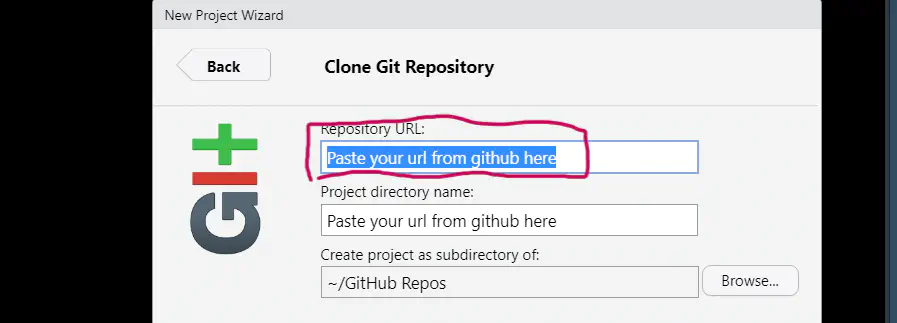 New Project Wizard
Back
Clone Git Repository
Repository URL:
Paste your url from github here
Project directory name:
Paste your url from github here
Create project as subdirectory of:
~/GitHub Repos
Browse...
GIt